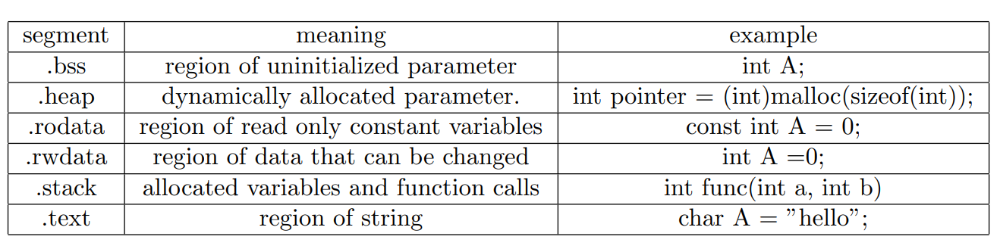 segment meaning example
.bss region of uninitialized parameter int A;
.heap dynamically allocated parameter. int pointer = (int)malloc(sizeof(int));
.rodata region of read only constant variables const int A = 0;
.rwdata region of data that can be changed int A =0;
.stack allocated variables and function calls int func(int a, int b)
.text region of string char A = ”hello”;